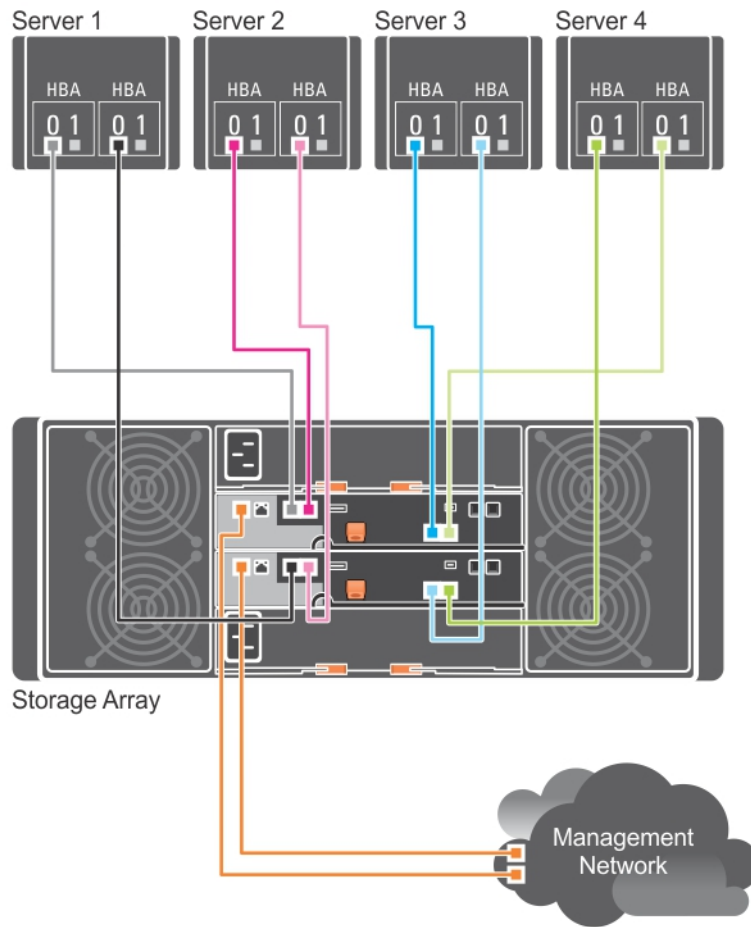 Server 1
Server 2
Server 3
Server 4
HBA HBA
HBA HBA
HBA HBA
HBA HBA
0 1 0 1
0 1 0 1
0 1 0 1
0 1 0 1
Storage Array
Management
Network